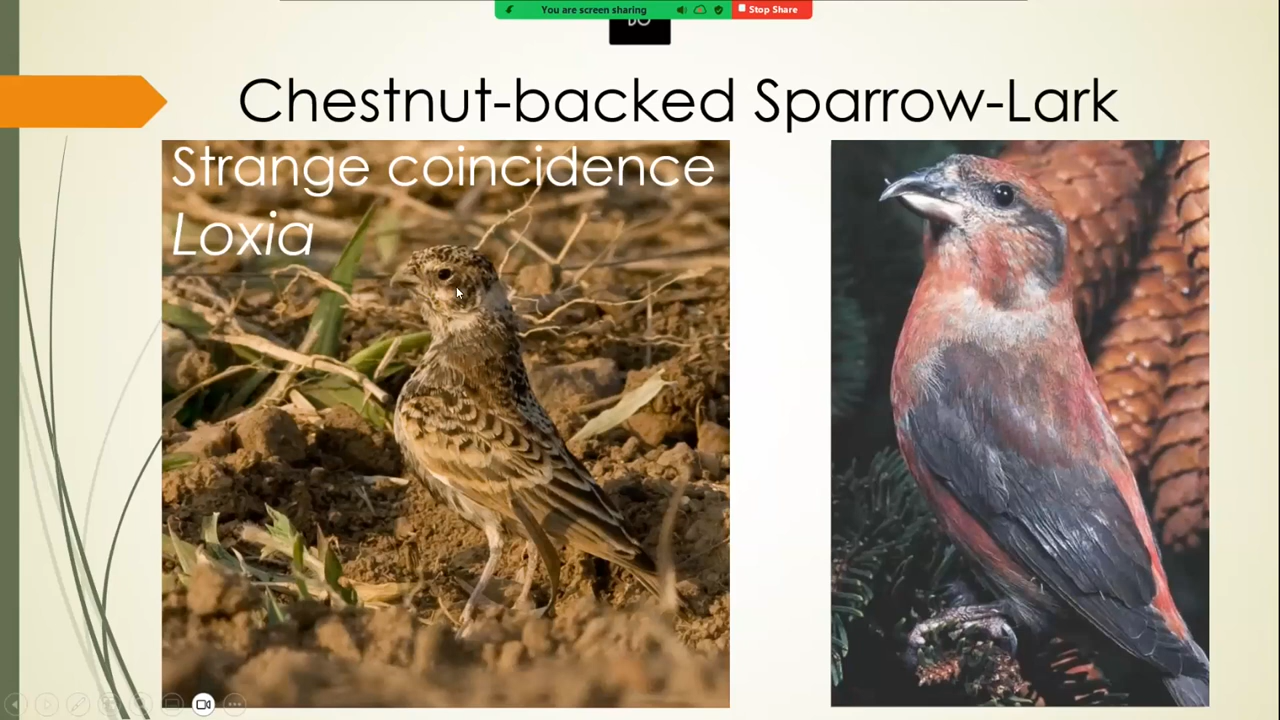 You are screen sharing
Stop Share
Chestnut-backed Sparrow-Lark
Strange coincidence
Loxia